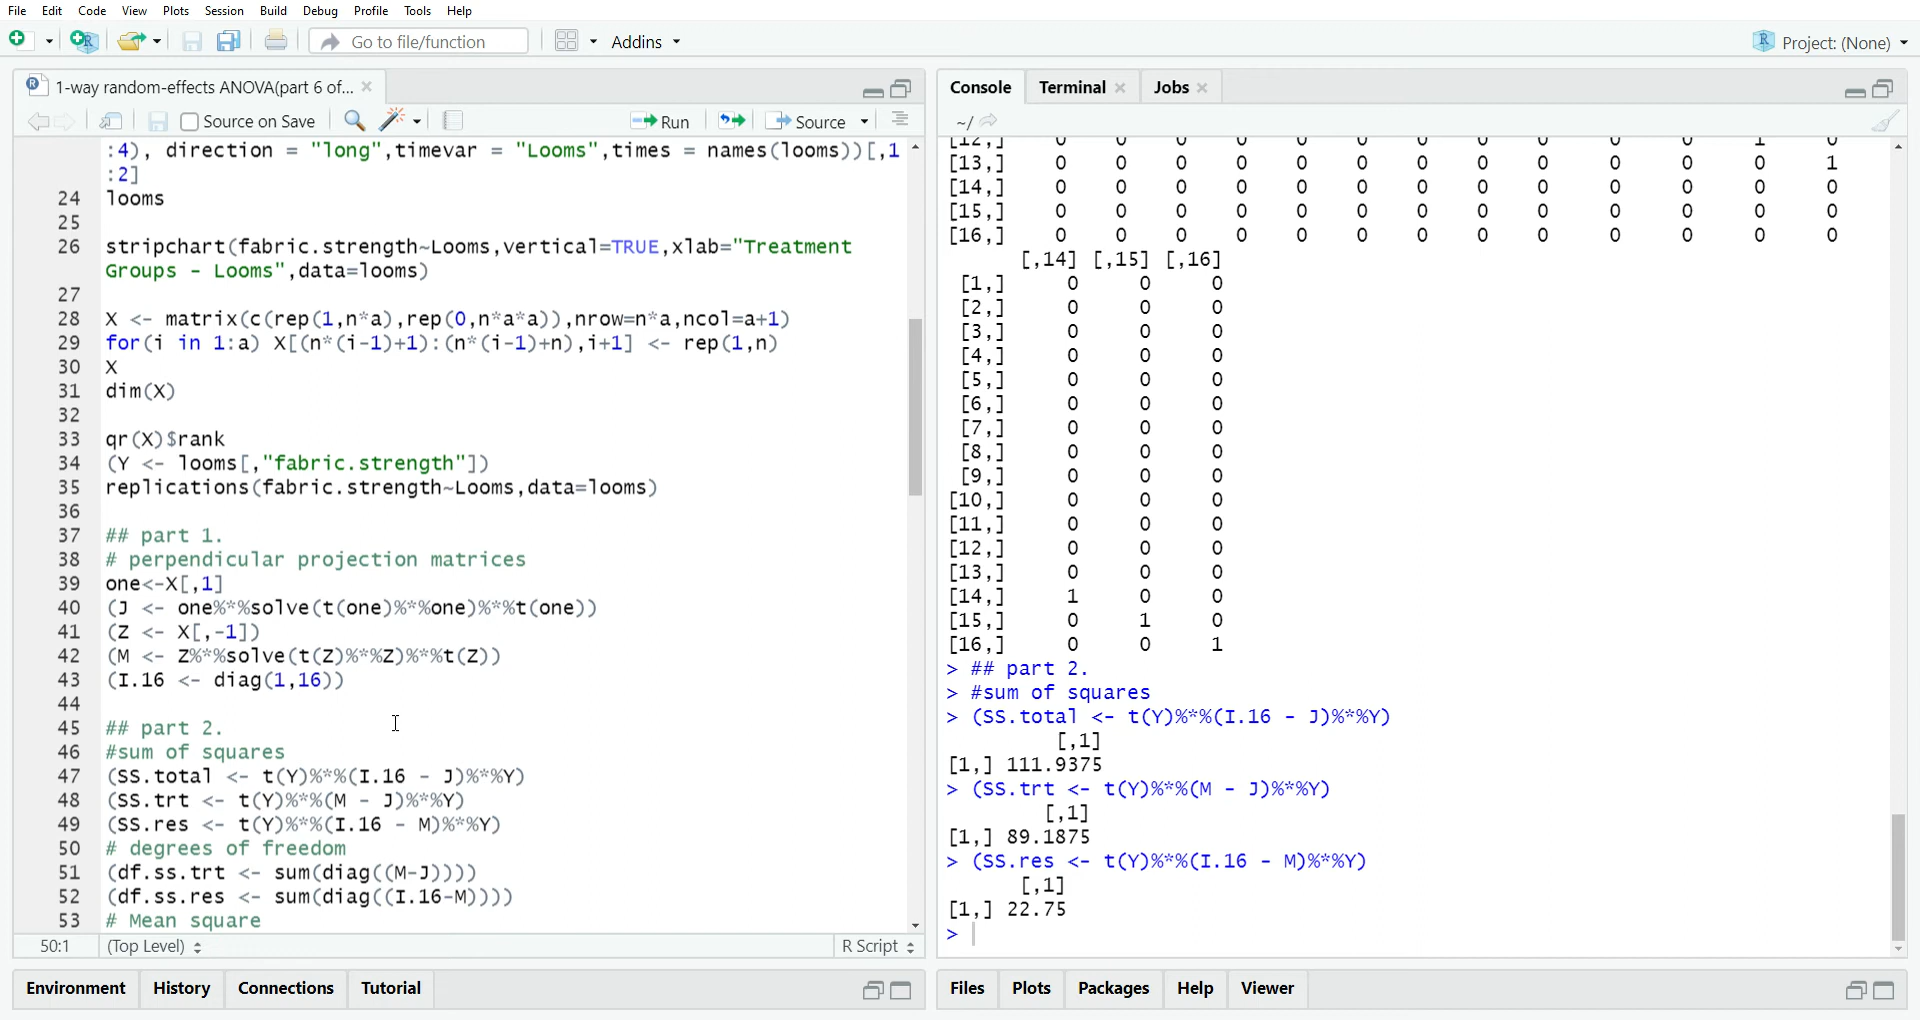 File Edit Code View Plots Session Build Debug Profile Tools Help
Go to file/function Addins Project: (None)
1-way random-effects ANOVA(part 6 of...
Source on Save Run Source
:4), direction = "long",timevar = "Looms",times = names(looms))[,1
:2]
24 looms
25
26 stripchart(fabric.strength~Looms,vertical=TRUE,xlab="Treatment
Groups - Looms",data=looms)
27
28 X <- matrix(c(rep(1,n*a),rep(0,n*a*a)),nrow=n*a,ncol=a+1)
29 for(i in 1:a) X[(n*(i-1)+1):(n*(i-1)+n),i+1] <- rep(1,n)
30 X
31 dim(X)
32
33 qr(X)$rank
34 (Y <- looms[,"fabric.strength"])
35 replications(fabric.strength~Looms,data=looms)
36
37 ## part 1.
38 # perpendicular projection matrices
39 one<-X[,1]
40 (J <- one%*%solve(t(one)%*%one)%*%t(one))
41 (Z <- X[,-1])
42 (M <- Z%*%solve(t(Z)%*%Z)%*%t(Z))
43 (I.16 <- diag(1,16))
44
45 ## part 2.
46 #sum of squares
47 (SS.total <- t(Y)%*%(I.16 - J)%*%Y)
48 (SS.trt <- t(Y)%*%(M - J)%*%Y)
49 (SS.res <- t(Y)%*%(I.16 - M)%*%Y)
50 # degrees of freedom
51 (df.ss.trt <- sum(diag((M-J))))
52 (df.ss.res <- sum(diag((I.16-M))))
53 # Mean square
50:1 (Top Level) R Script
Environment History Connections Tutorial
Console Terminal Jobs
~/
[12,] 0 0 0 0 0 0 0 0 0 0 0 1 0
[13,] 0 0 0 0 0 0 0 0 0 0 0 0 1
[14,] 0 0 0 0 0 0 0 0 0 0 0 0 0
[15,] 0 0 0 0 0 0 0 0 0 0 0 0 0
[16,] 0 0 0 0 0 0 0 0 0 0 0 0 0
[,14] [,15] [,16]
[1,] 0 0 0
[2,] 0 0 0
[3,] 0 0 0
[4,] 0 0 0
[5,] 0 0 0
[6,] 0 0 0
[7,] 0 0 0
[8,] 0 0 0
[9,] 0 0 0
[10,] 0 0 0
[11,] 0 0 0
[12,] 0 0 0
[13,] 0 0 0
[14,] 1 0 0
[15,] 0 1 0
[16,] 0 0 1
> ## part 2.
> #sum of squares
> (SS.total <- t(Y)%*%(I.16 - J)%*%Y)
[,1]
[1,] 111.9375
> (SS.trt <- t(Y)%*%(M - J)%*%Y)
[,1]
[1,] 89.1875
> (SS.res <- t(Y)%*%(I.16 - M)%*%Y)
[,1]
[1,] 22.75
>
Files Plots Packages Help Viewer